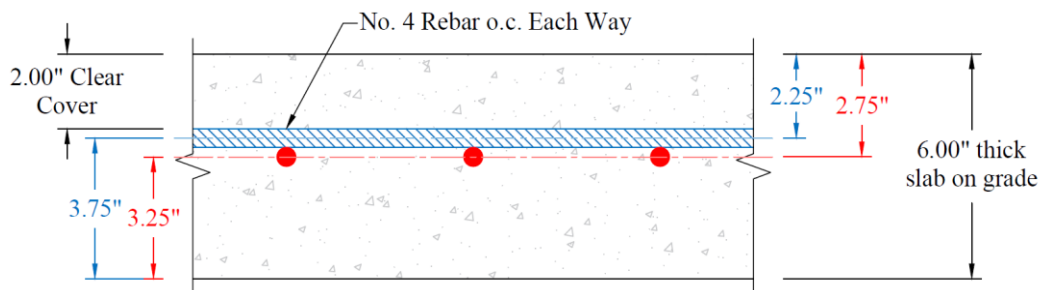 No. 4 Rebar o.c. Each Way
2.00" Clear
Cover
2.25"
2.75"
6.00" thick
slab on grade
3.75"
3.25"